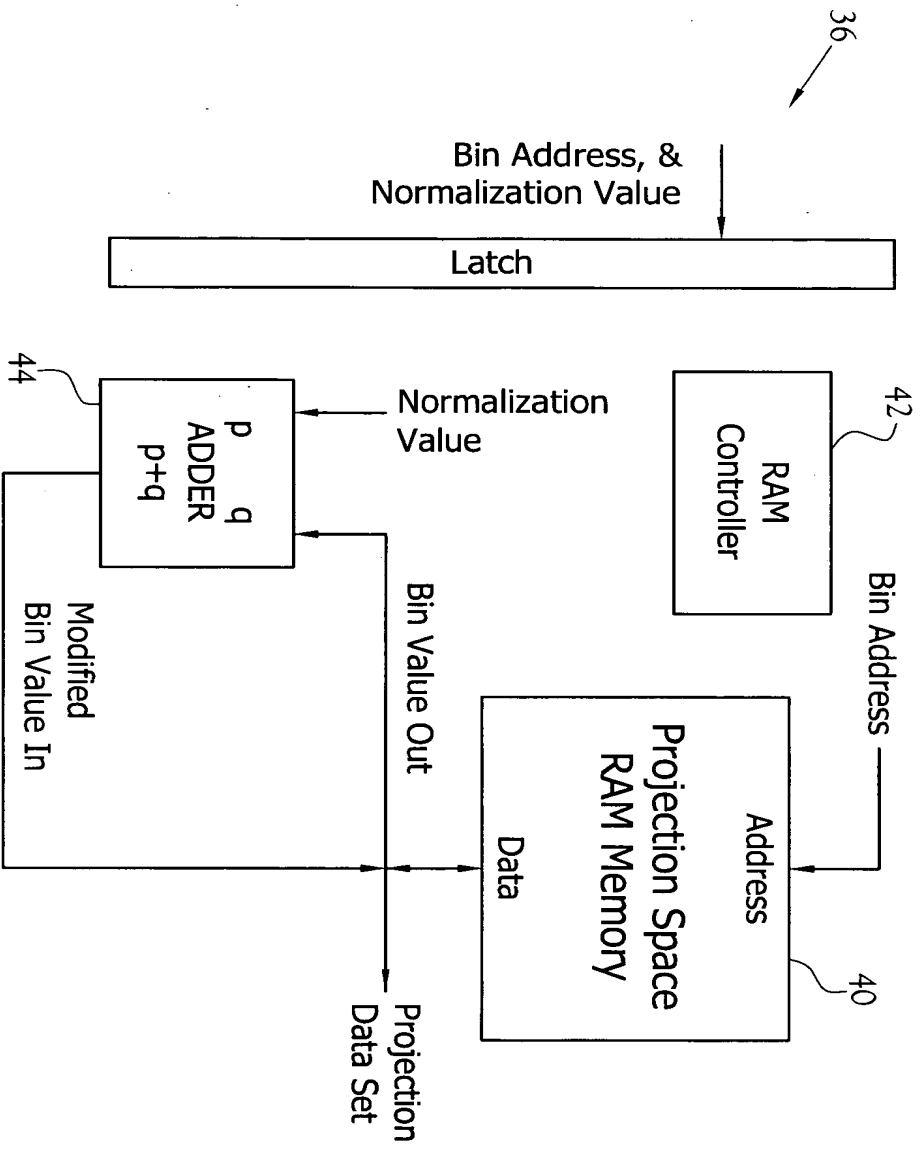 36
Bin Address, &
Normalization Value
Latch
42
RAM
Controller
Bin Address
Address
Projection Space
RAM Memory
Data
40
Normalization
Value
44
p q
ADDER
p+q
Bin Value Out
Modified
Bin Value In
Projection
Data Set